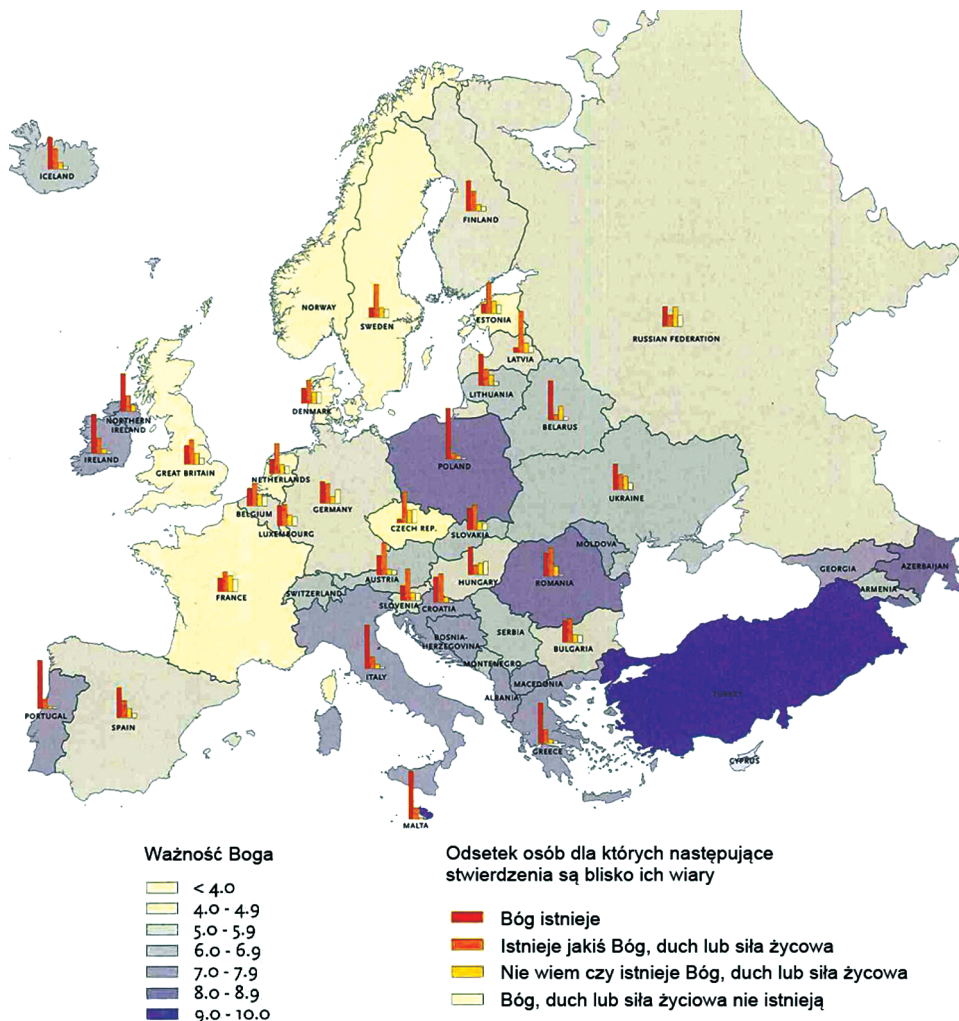 ICELAND
FINLAND
NORWAY
SWEDEN
ESTONIA
RUSSIAN FEDERATION
LATVIA
LITHUANIA
DENMARK
BELARUS
NORTHERN
IRELAND
IRELAND
GREAT BRITAIN
NETHERLANDS
POLAND
BELGIUM
GERMANY
UKRAINE
LUXEMBOURG
CZECH REP.
SLOVAKIA
MOLDOVA
AUSTRIA
HUNGARY
ROMANIA
GEORGIA
AZERBAIJAN
FRANCE
SWITZERLAND
SLOVENIA
CROATIA
ARMENIA
SERBIA
BOSNIA-
HERZEGOVINA
BULGARIA
MONTENEGRO
ITALY
MACEDONIA
ALBANIA
TURKEY
PORTUGAL
SPAIN
GREECE
CYPRUS
MALTA
Ważność Boga
< 4.0
4.0 - 4.9
5.0 - 5.9
6.0 - 6.9
7.0 - 7.9
8.0 - 8.9
9.0 - 10.0
Odsetek osób dla których następujące
stwierdzenia są blisko ich wiary
Bóg istnieje
Istnieje jakiś Bóg, duch lub siła życowa
Nie wiem czy istnieje Bóg, duch lub siła życowa
Bóg, duch lub siła życiowa nie istnieją